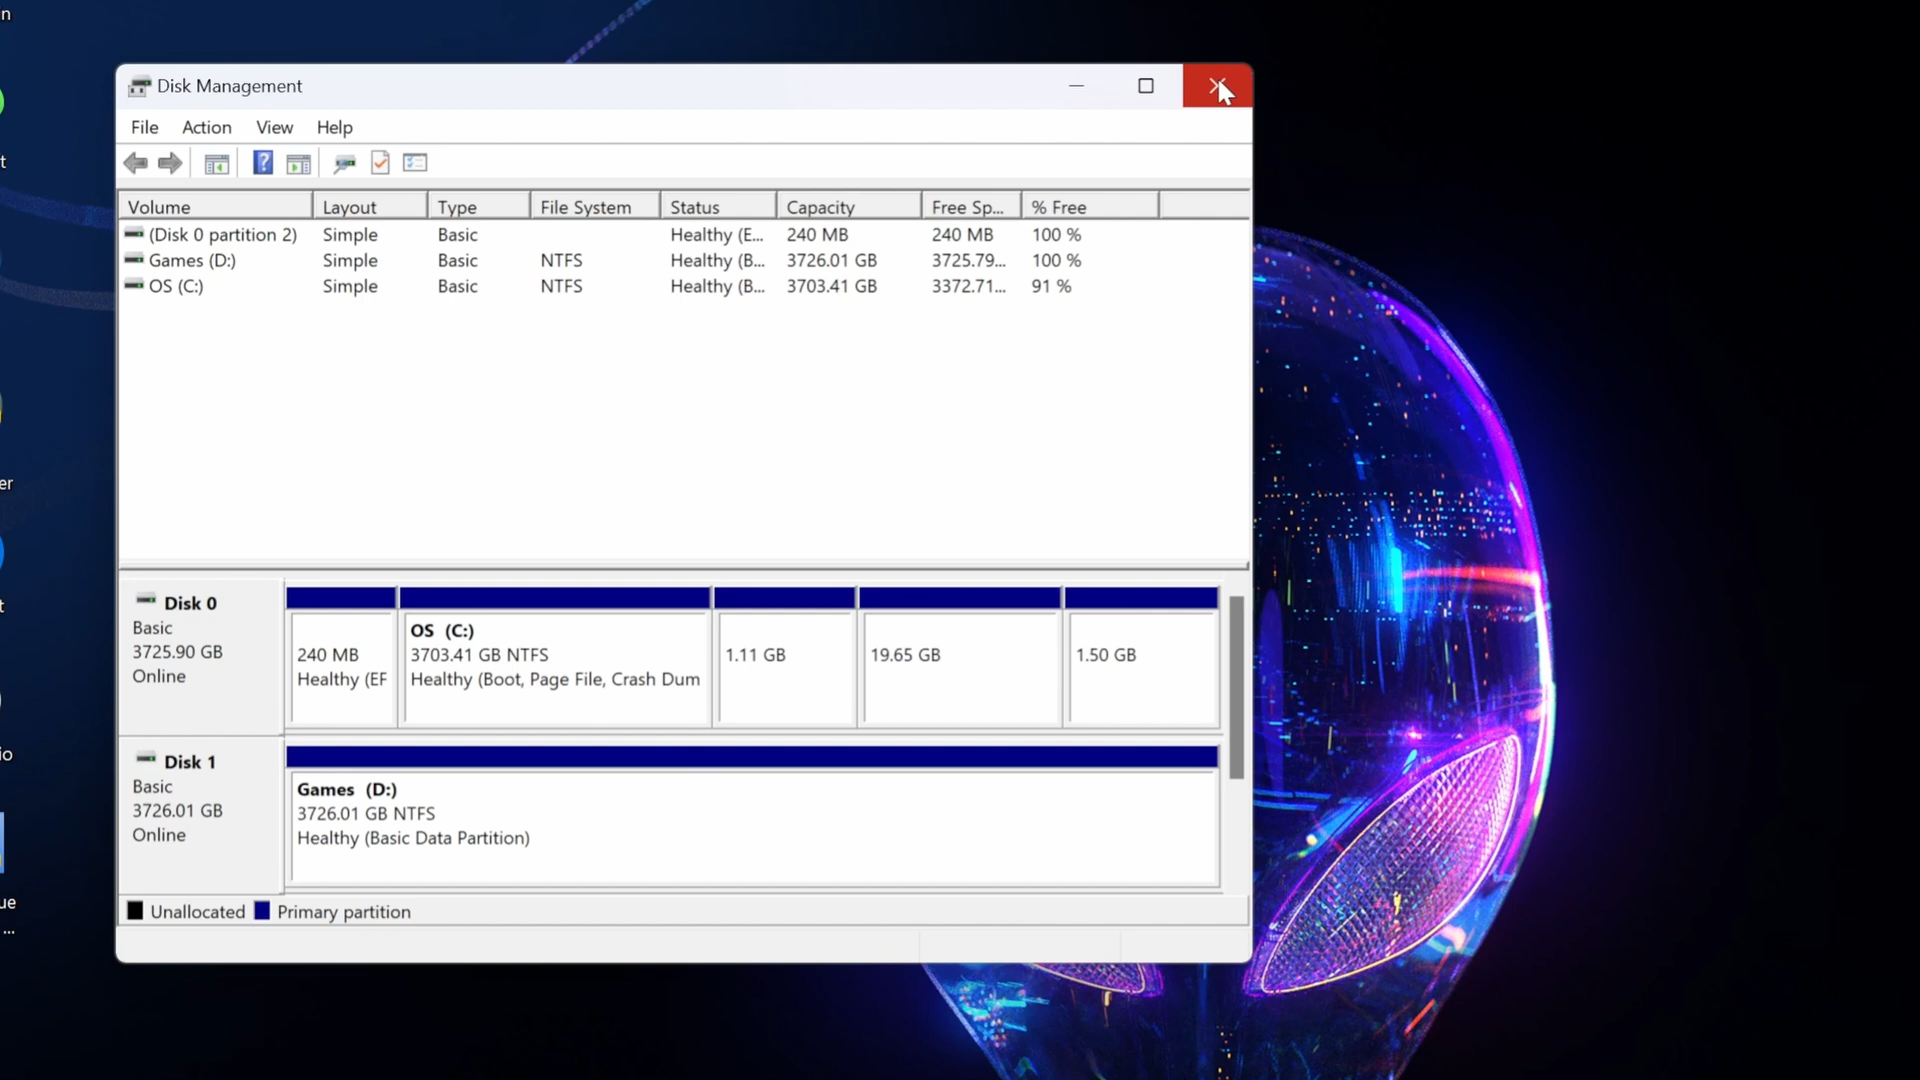 n
Disk Management
File Action View Help
t
Volume Layout Type File System Status Capacity Free Sp... % Free
(Disk 0 partition 2) Simple Basic Healthy (E... 240 MB 240 MB 100 %
Games (D:) Simple Basic NTFS Healthy (B... 3726.01 GB 3725.79... 100 %
OS (C:) Simple Basic NTFS Healthy (B... 3703.41 GB 3372.71... 91 %
er
Disk 0
Basic
3725.90 GB
Online
240 MB
Healthy (EF
OS (C:)
3703.41 GB NTFS
Healthy (Boot, Page File, Crash Dum
1.11 GB
19.65 GB
1.50 GB
t
io
Disk 1
Basic
3726.01 GB
Online
Games (D:)
3726.01 GB NTFS
Healthy (Basic Data Partition)
ue
...
Unallocated Primary partition